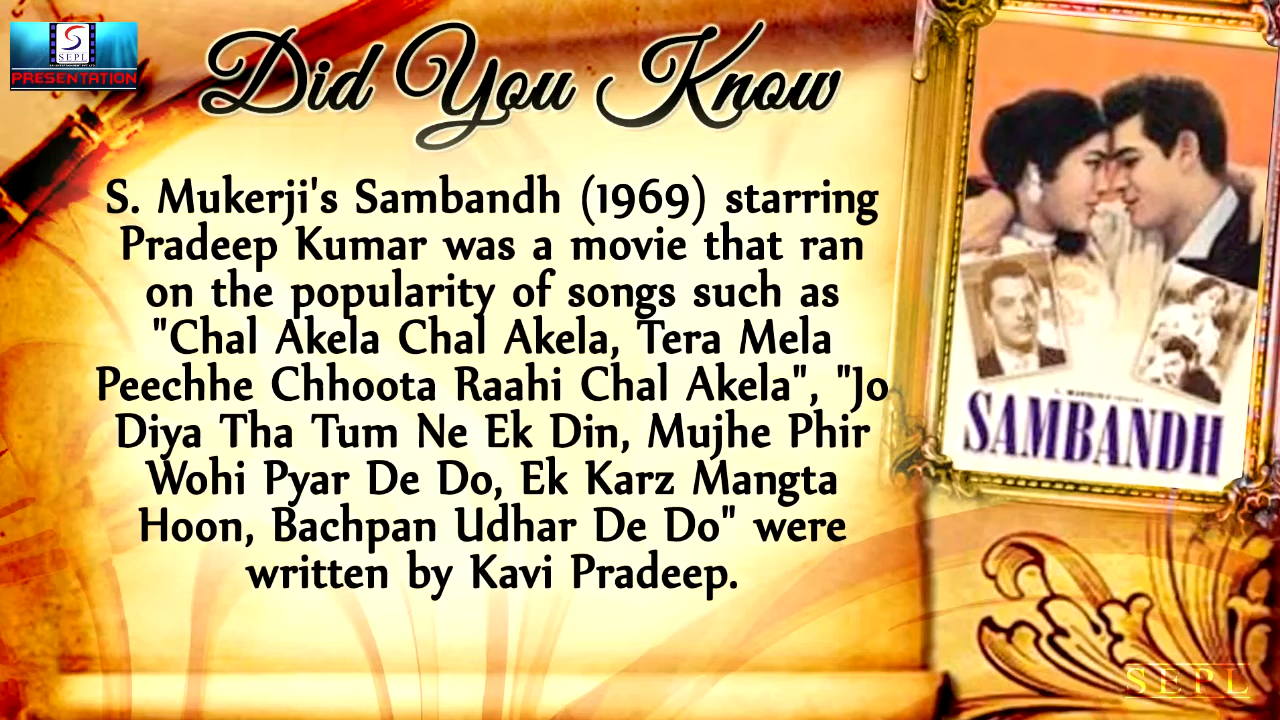 SEPL
PRESENTATION
Did You Know
S. Mukerji's Sambandh (1969) starring
Pradeep Kumar was a movie that ran
on the popularity of songs such as
"Chal Akela Chal Akela, Tera Mela
Peechhe Chhoota Raahi Chal Akela", "Jo
Diya Tha Tum Ne Ek Din, Mujhe Phir
Wohi Pyar De Do, Ek Karz Mangta
Hoon, Bachpan Udhar De Do" were
written by Kavi Pradeep.
SAMBANDH
SEPL